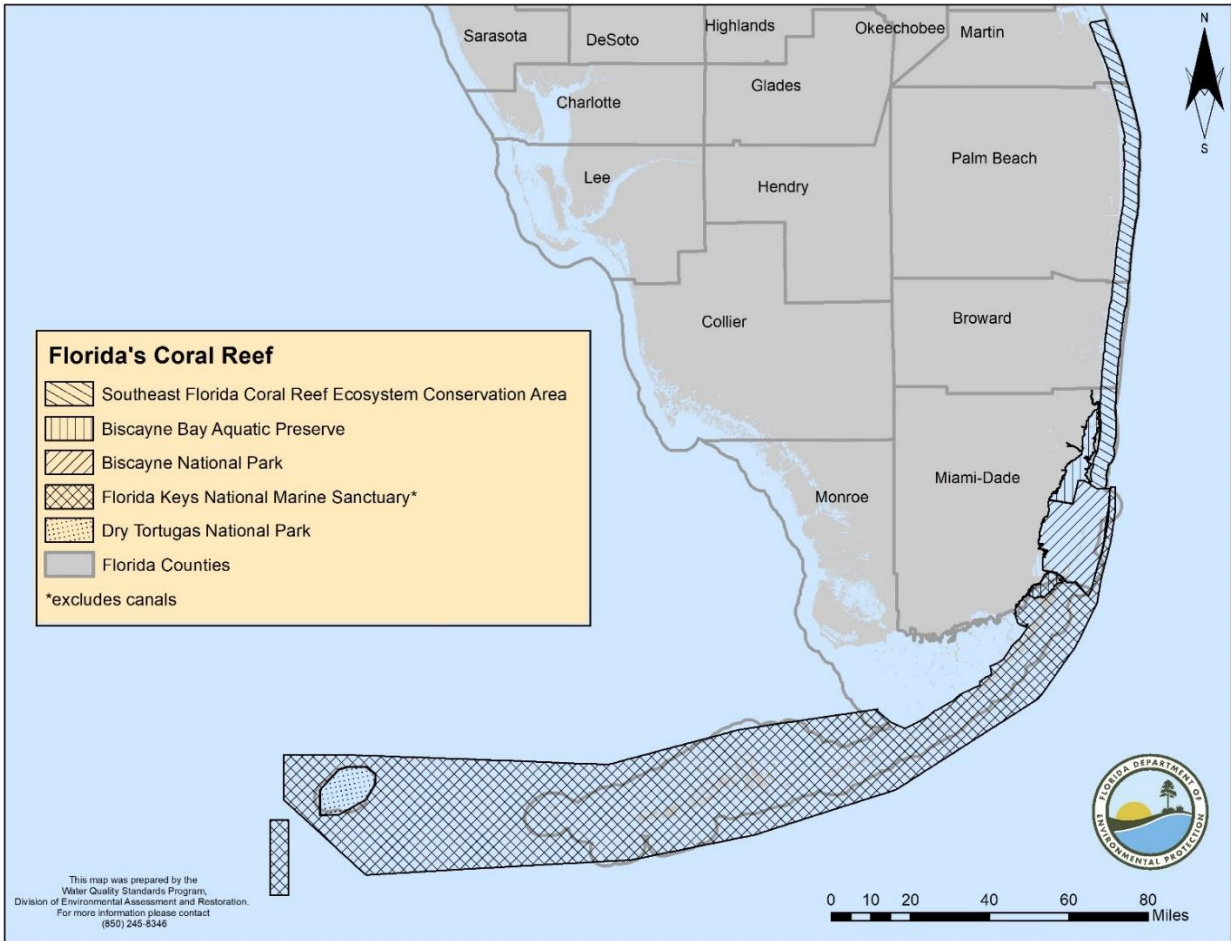 Sarasota
DeSoto
Highlands
Okeechobee
Martin
N
S
Charlotte
Glades
Palm Beach
Lee
Hendry
Collier
Broward
Miami-Dade
Monroe
Florida's Coral Reef
Southeast Florida Coral Reef Ecosystem Conservation Area
Biscayne Bay Aquatic Preserve
Biscayne National Park
Florida Keys National Marine Sanctuary*
Dry Tortugas National Park
Florida Counties
*excludes canals
FLORIDA DEPARTMENT OF
ENVIRONMENTAL PROTECTION
This map was prepared by the
Water Quality Standards Program,
Division of Environmental Assessment and Restoration.
For more information please contact
(850) 245-8346
0 5 10 20 40 60 80
Miles